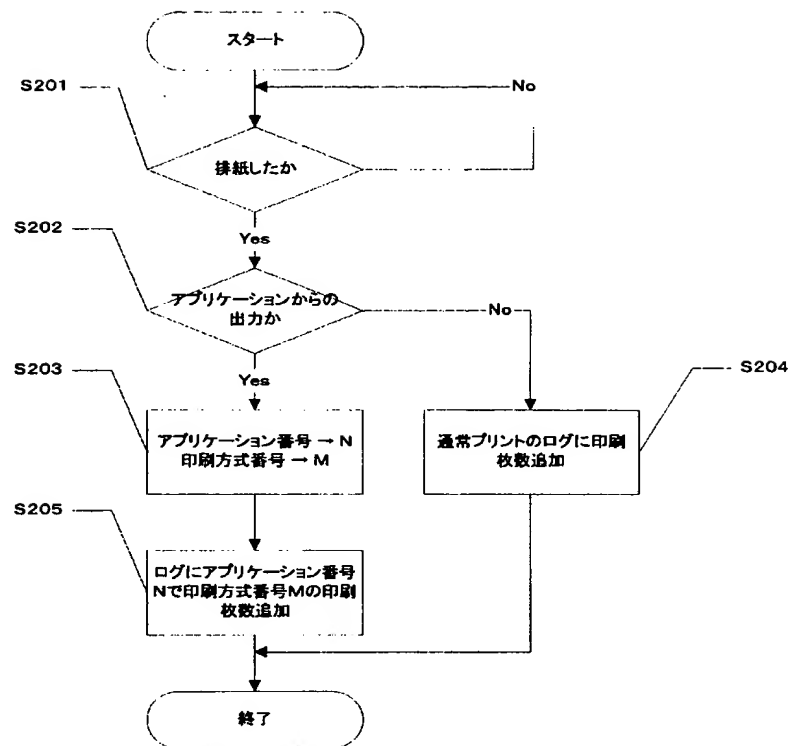 スタート
S201
No
排紙したか
S202
Yes
アプリケーションからの
出力か
No
S203
Yes
S204
アプリケーション番号 → N
印刷方式番号 → M
通常プリントのログに印刷
枚数追加
S205
ログにアプリケーション番号
Nで印刷方式番号Mの印刷
枚数追加
終了